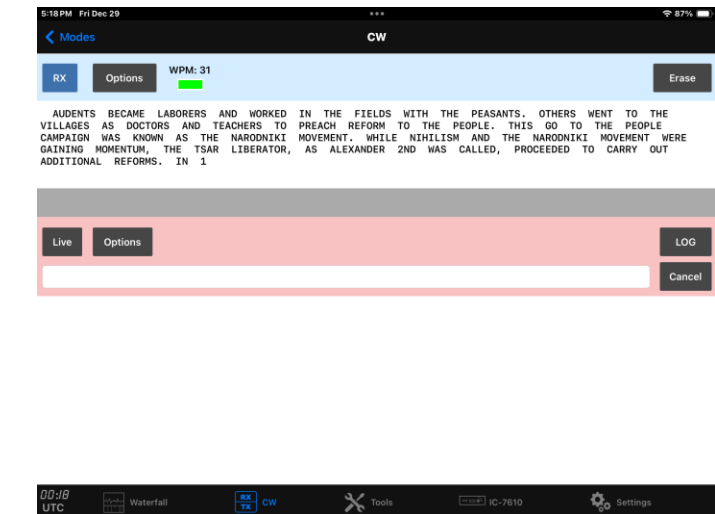 5:18 PM Fri Dec 29 87%
Modes CW
RX Options WPM: 31 Erase
AUDENTS BECAME LABORERS AND WORKED IN THE FIELDS WITH THE PEASANTS. OTHERS WENT TO THE
VILLAGES AS DOCTORS AND TEACHERS TO PREACH REFORM TO THE PEOPLE. THIS GO TO THE PEOPLE
CAMPAIGN WAS KNOWN AS THE NARODNIKI MOVEMENT. WHILE NIHILISM AND THE NARODNIKI MOVEMENT WERE
GAINING MOMENTUM, THE TSAR LIBERATOR, AS ALEXANDER 2ND WAS CALLED, PROCEEDED TO CARRY OUT
ADDITIONAL REFORMS. IN 1
Live Options LOG
Cancel
00:18
UTC Waterfall RX TX CW Tools IC-7610 Settings